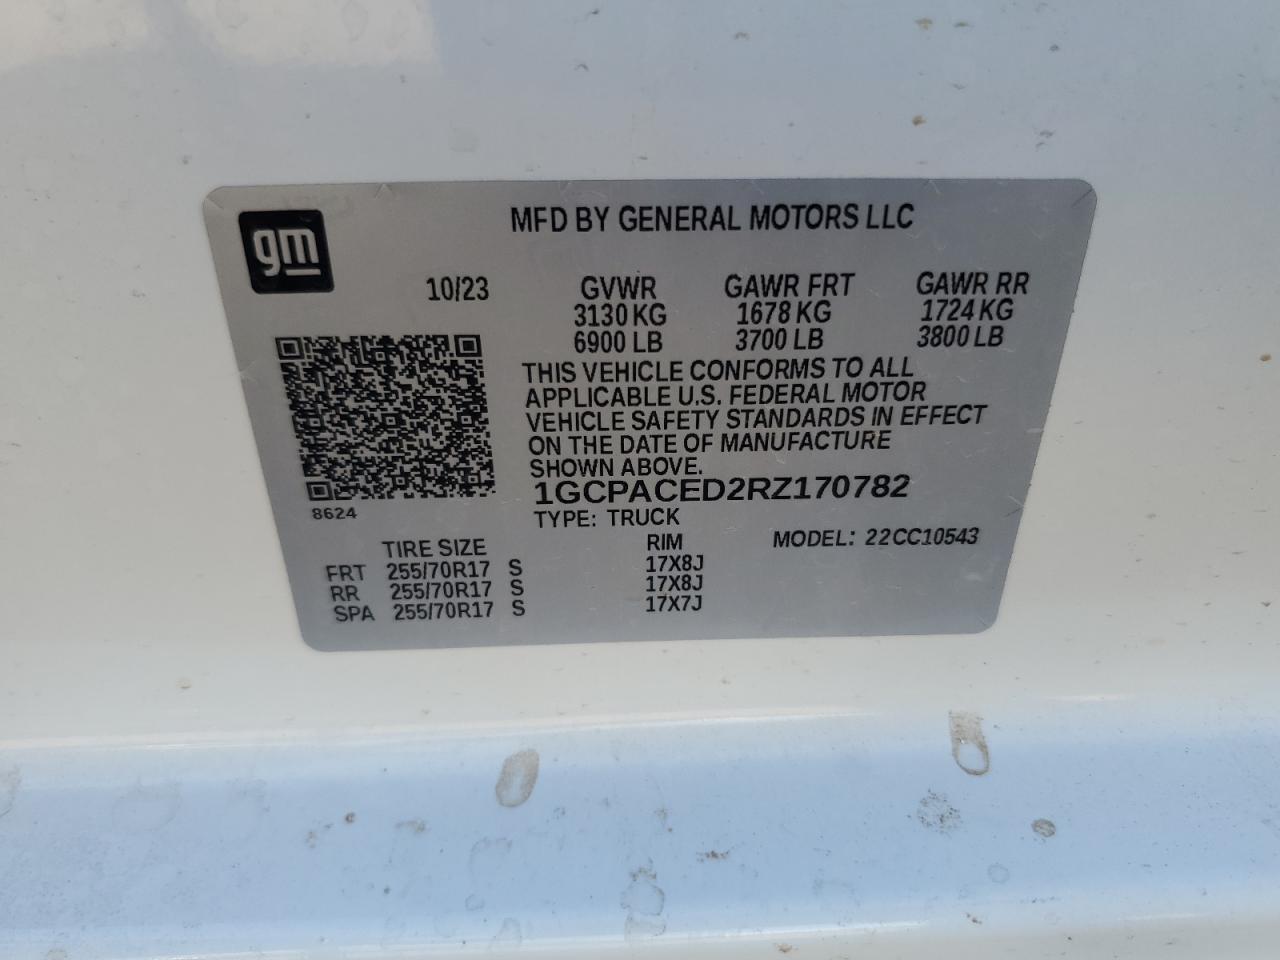 gm
MFD BY GENERAL MOTORS LLC
10/23 GVWR GAWR FRT GAWR RR
3130 KG 1678 KG 1724 KG
6900 LB 3700 LB 3800 LB
THIS VEHICLE CONFORMS TO ALL
APPLICABLE U.S. FEDERAL MOTOR
VEHICLE SAFETY STANDARDS IN EFFECT
ON THE DATE OF MANUFACTURE
SHOWN ABOVE.
1GCPACED2RZ170782
8624
TYPE: TRUCK
TIRE SIZE RIM MODEL: 22CC10543
FRT 255/70R17 S 17X8J
RR 255/70R17 S 17X8J
SPA 255/70R17 S 17X7J